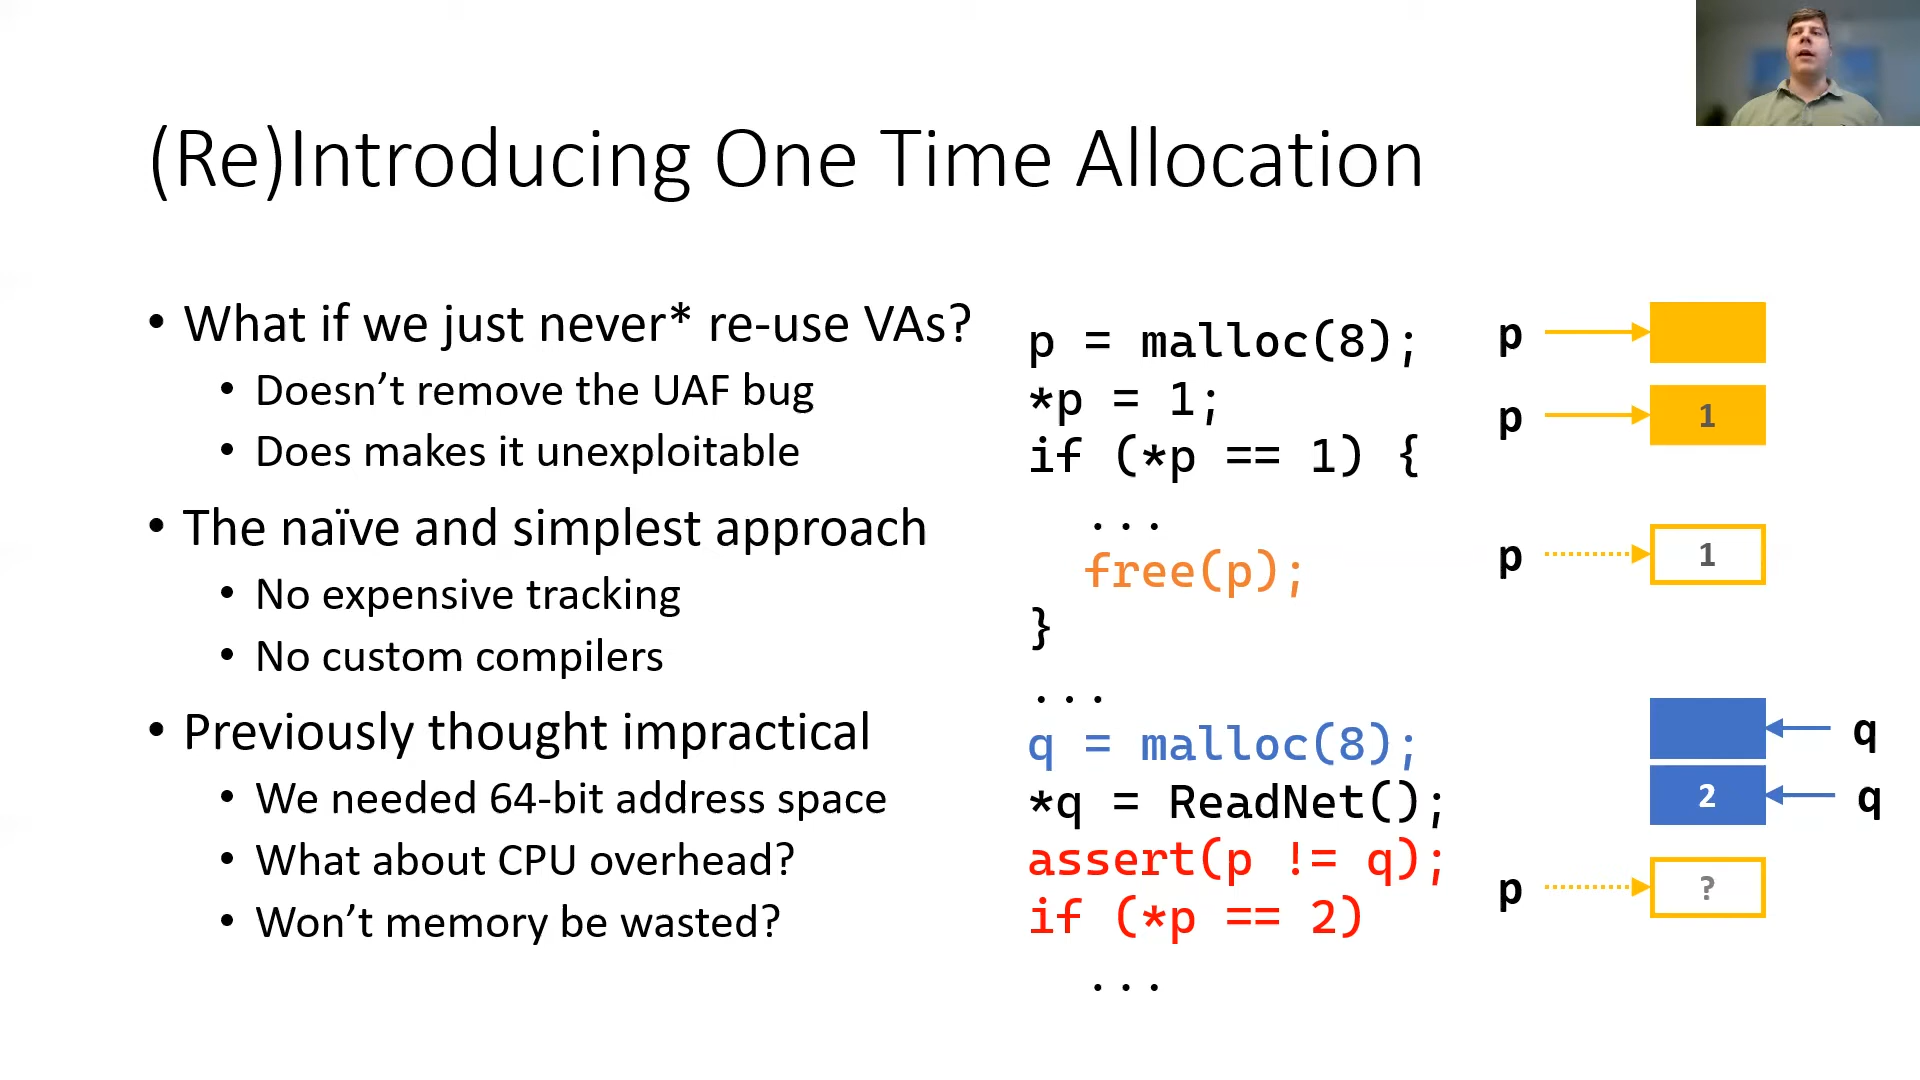 (Re)Introducing One Time Allocation
• What if we just never* re-use VAs?
• Doesn’t remove the UAF bug
• Does makes it unexploitable
• The naïve and simplest approach
• No expensive tracking
• No custom compilers
• Previously thought impractical
• We needed 64-bit address space
• What about CPU overhead?
• Won’t memory be wasted?
p = malloc(8);
*p = 1;
if (*p == 1) {
...
free(p);
}
...
q = malloc(8);
*q = ReadNet();
assert(p != q);
if (*p == 2)
...
p
p 1
p 1
q
2 q
p ?